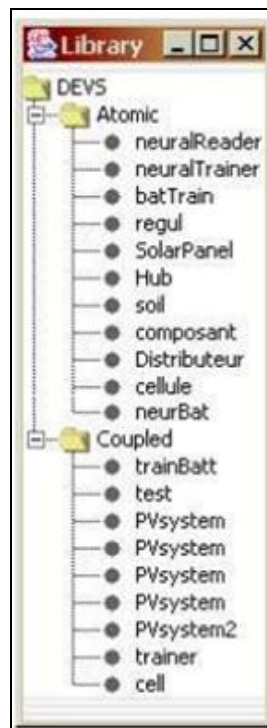 Library
DEVS
Atomic
neuralReader
neuralTrainer
batTrain
regul
SolarPanel
Hub
soil
composant
Distributeur
cellule
neurBat
Coupled
trainBatt
test
PVsystem
PVsystem
PVsystem
PVsystem
PVsystem2
trainer
cell